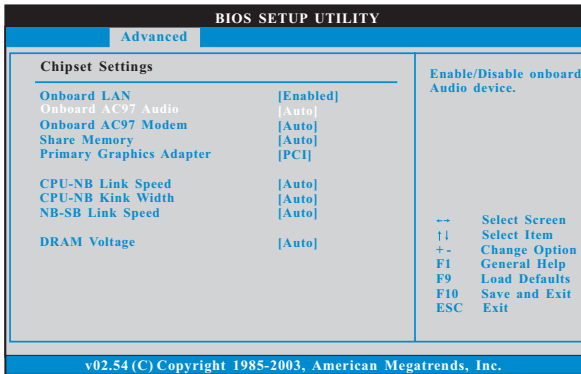 BIOS SETUP UTILITY
Advanced
Chipset Settings
Onboard LAN [Enabled]
Onboard AC97 Audio [Auto]
Onboard AC97 Modem [Auto]
Share Memory [Auto]
Primary Graphics Adapter [PCI]
CPU-NB Link Speed [Auto]
CPU-NB Kink Width [Auto]
NB-SB Link Speed [Auto]
DRAM Voltage [Auto]
Enable/Disable onboard
Audio device.
←→ Select Screen
↑↓ Select Item
+- Change Option
F1 General Help
F9 Load Defaults
F10 Save and Exit
ESC Exit
v02.54 (C) Copyright 1985-2003, American Megatrends, Inc.